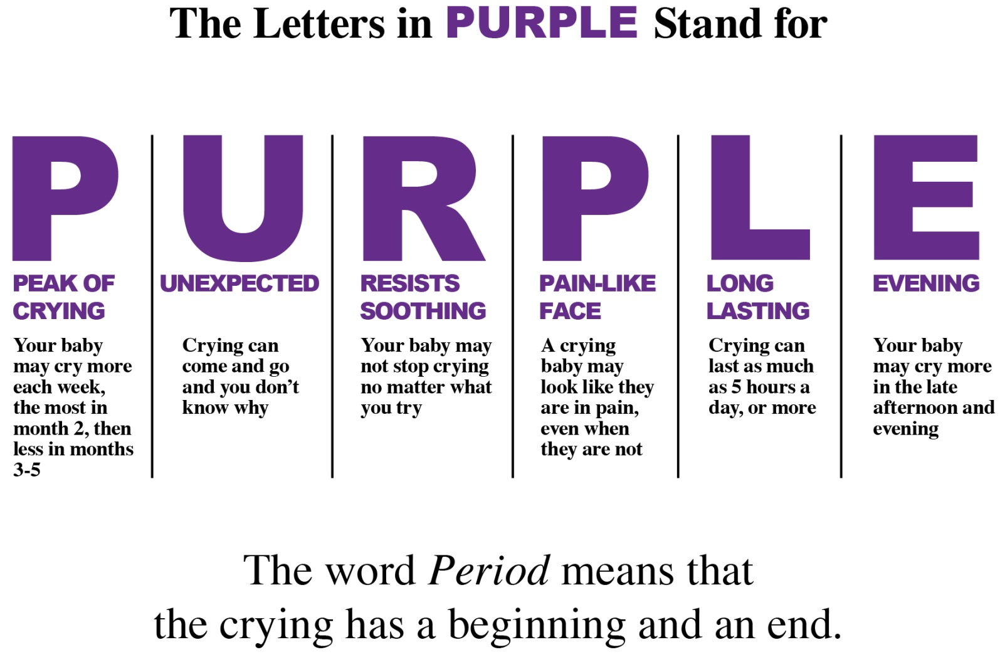 The Letters in PURPLE Stand for
P
PEAK OF
CRYING
Your baby
may cry more
each week,
the most in
month 2, then
less in months
3-5
U
UNEXPECTED
Crying can
come and go
and you don’t
know why
R
RESISTS
SOOTHING
Your baby may
not stop crying
no matter what
you try
P
PAIN-LIKE
FACE
A crying
baby may
look like they
are in pain,
even when
they are not
L
LONG
LASTING
Crying can
last as much
as 5 hours a
day, or more
E
EVENING
Your baby
may cry more
in the late
afternoon and
evening
The word Period means that
the crying has a beginning and an end.